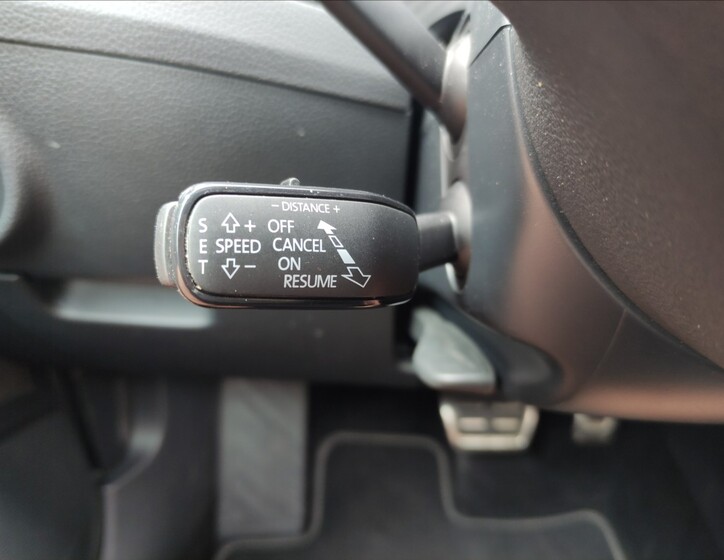 - DISTANCE +
S + OFF
E SPEED CANCEL
T - ON
RESUME